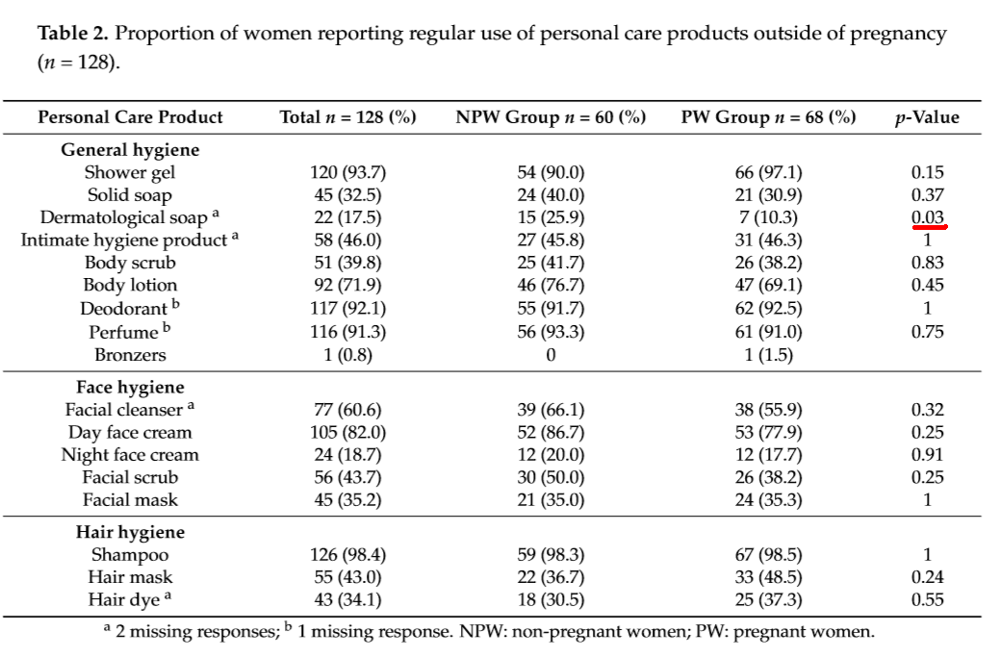 Table 2. Proportion of women reporting regular use of personal care products outside of pregnancy
(n = 128).
Personal Care Product Total n = 128 (%) NPW Group n = 60 (%) PW Group n = 68 (%) p-Value
General hygiene
Shower gel 120 (93.7) 54 (90.0) 66 (97.1) 0.15
Solid soap 45 (32.5) 24 (40.0) 21 (30.9) 0.37
Dermatological soap a 22 (17.5) 15 (25.9) 7 (10.3) 0.03
Intimate hygiene product a 58 (46.0) 27 (45.8) 31 (46.3) 1
Body scrub 51 (39.8) 25 (41.7) 26 (38.2) 0.83
Body lotion 92 (71.9) 46 (76.7) 47 (69.1) 0.45
Deodorant b 117 (92.1) 55 (91.7) 62 (92.5) 1
Perfume b 116 (91.3) 56 (93.3) 61 (91.0) 0.75
Bronzers 1 (0.8) 0 1 (1.5)
Face hygiene
Facial cleanser a 77 (60.6) 39 (66.1) 38 (55.9) 0.32
Day face cream 105 (82.0) 52 (86.7) 53 (77.9) 0.25
Night face cream 24 (18.7) 12 (20.0) 12 (17.7) 0.91
Facial scrub 56 (43.7) 30 (50.0) 26 (38.2) 0.25
Facial mask 45 (35.2) 21 (35.0) 24 (35.3) 1
Hair hygiene
Shampoo 126 (98.4) 59 (98.3) 67 (98.5) 1
Hair mask 55 (43.0) 22 (36.7) 33 (48.5) 0.24
Hair dye a 43 (34.1) 18 (30.5) 25 (37.3) 0.55
a 2 missing responses; b 1 missing response. NPW: non-pregnant women; PW: pregnant women.